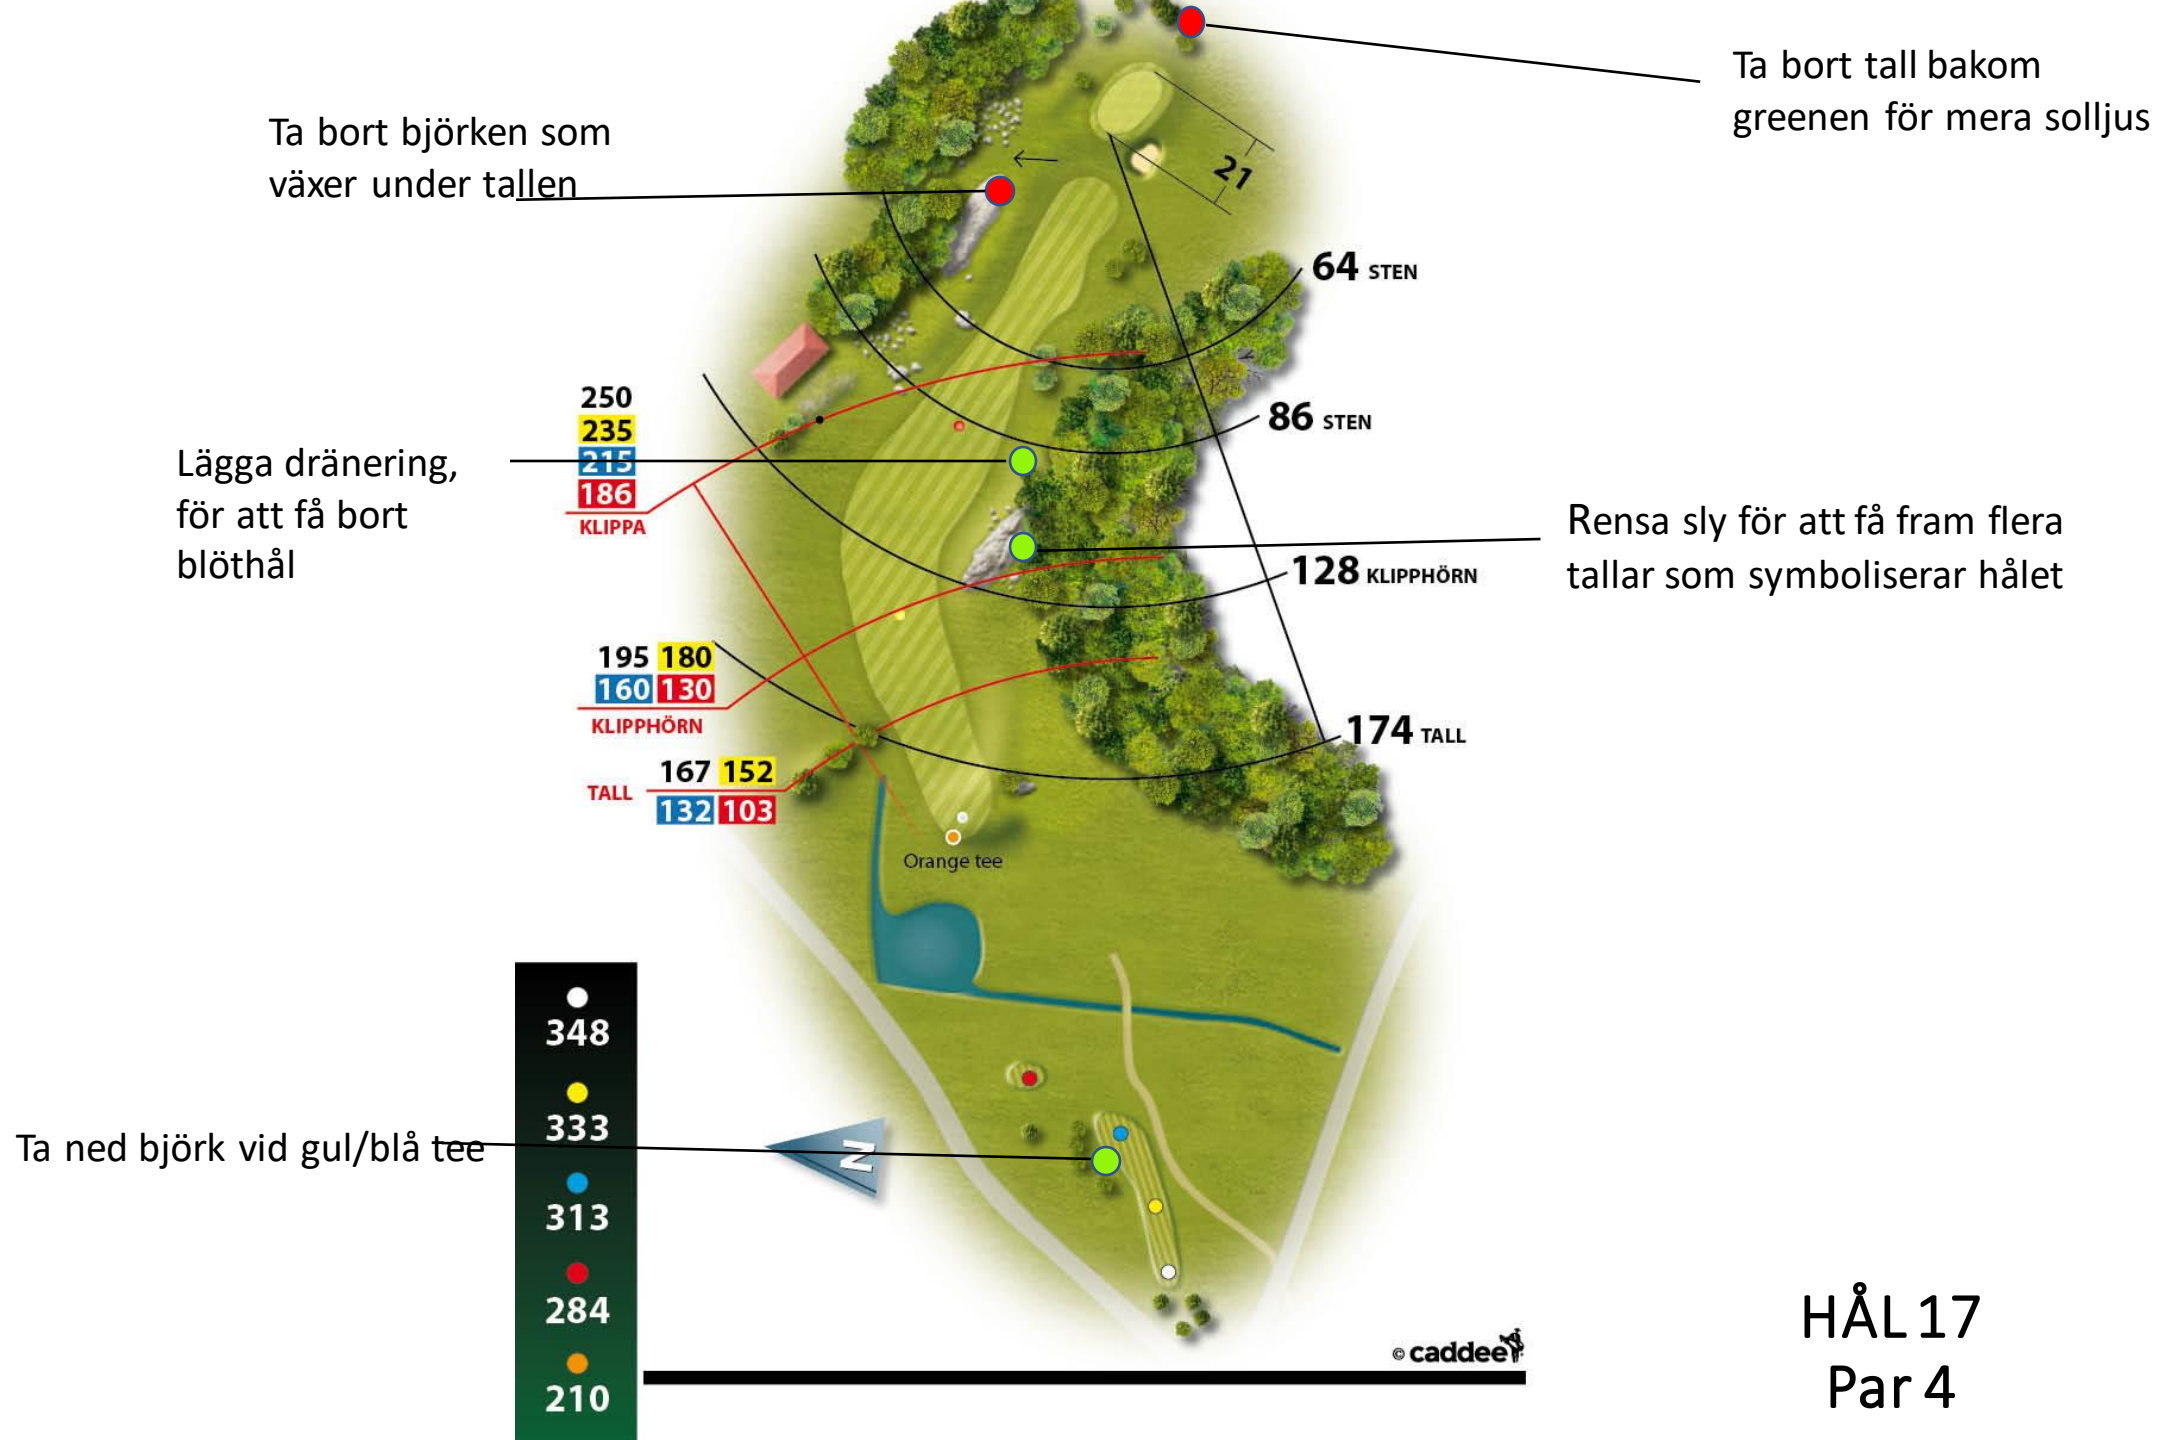 Ta bort tall bakom
greenen för mera solljus
Ta bort björken som
växer under tallen
21
64 STEN
86 STEN
250
235
215
186
KLIPPA
Lägga dränering,
för att få bort
blöthål
Rensa sly för att få fram flera
tallar som symboliserar hålet
128 KLIPPHÖRN
195 180
160 130
KLIPPHÖRN
174 TALL
167 152
TALL
132 103
Orange tee
348
333
313
284
210
Ta ned björk vid gul/blå tee
N
© caddee
HÅL 17
Par 4